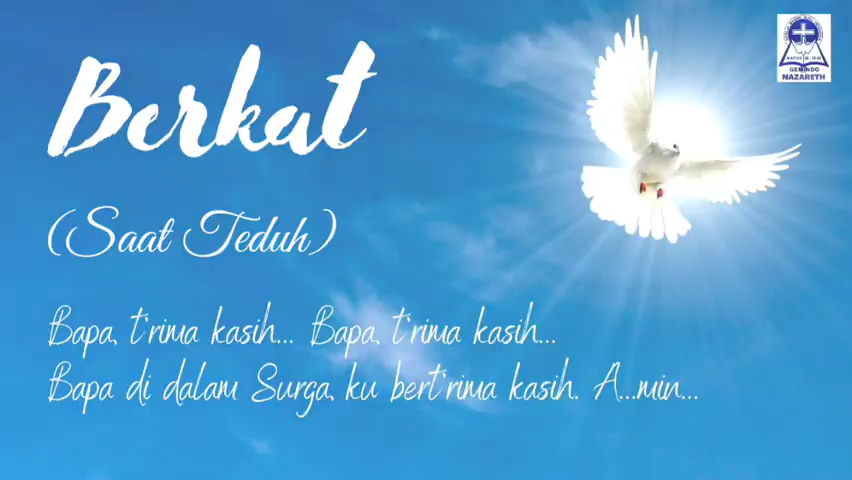 Berkat
(Saat Teduh)
Bapa, t'rima kasih... Bapa, t'rima kasih...
Bapa di dalam Surga, ku bert'rima kasih. A...min...
NAZARETH